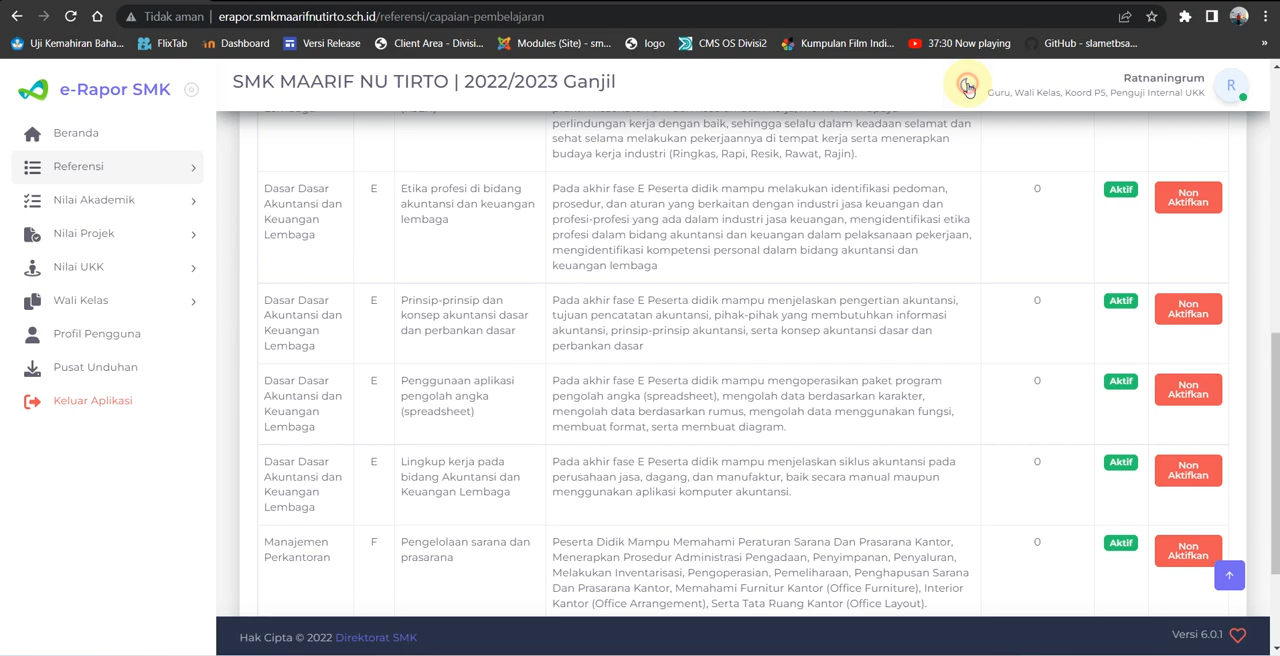 Tidak aman | erapor.smkmaarifnutirto.sch.id/referensi/capaian-pembelajaran
Uji Kemahiran Baha... FlixTab Dashboard Versi Release Client Area - Divisi... Modules (Site) - sm... logo CMS OS Divisi2 Kumpulan Film Indi... 37:30 Now playing GitHub - slametbsa... »
e-Rapor SMK
SMK MAARIF NU TIRTO | 2022/2023 Ganjil
Ratnaningrum
Guru, Wali Kelas, Koord P5, Penguji Internal UKK
R
Beranda
Referensi
Nilai Akademik
Nilai Projek
Nilai UKK
Wali Kelas
Profil Pengguna
Pusat Unduhan
Keluar Aplikasi
perlindungan kerja dengan baik, sehingga selalu dalam keadaan selamat dan
sehat selama melakukan pekerjaannya di tempat kerja serta menerapkan
budaya kerja industri (Ringkas, Rapi, Resik, Rawat, Rajin).
Dasar Dasar
Akuntansi dan
Keuangan
Lembaga
E
Etika profesi di bidang
akuntansi dan keuangan
lembaga
Pada akhir fase E Peserta didik mampu melakukan identifikasi pedoman,
prosedur, dan aturan yang berkaitan dengan industri jasa keuangan dan
profesi-profesi yang ada dalam industri jasa keuangan, mengidentifikasi etika
profesi dalam bidang akuntansi dan keuangan dalam pelaksanaan pekerjaan,
mengidentifikasi kompetensi personal dalam bidang akuntansi dan
keuangan lembaga
0
Aktif
Non
Aktifkan
Dasar Dasar
Akuntansi dan
Keuangan
Lembaga
E
Prinsip-prinsip dan
konsep akuntansi dasar
dan perbankan dasar
Pada akhir fase E Peserta didik mampu menjelaskan pengertian akuntansi,
tujuan pencatatan akuntansi, pihak-pihak yang membutuhkan informasi
akuntansi, prinsip-prinsip akuntansi, serta konsep akuntansi dasar dan
perbankan dasar
0
Aktif
Non
Aktifkan
Dasar Dasar
Akuntansi dan
Keuangan
Lembaga
E
Penggunaan aplikasi
pengolah angka
(spreadsheet)
Pada akhir fase E Peserta didik mampu mengoperasikan paket program
pengolah angka (spreadsheet), mengolah data berdasarkan karakter,
mengolah data berdasarkan rumus, mengolah data menggunakan fungsi,
membuat format, serta membuat diagram.
0
Aktif
Non
Aktifkan
Dasar Dasar
Akuntansi dan
Keuangan
Lembaga
E
Lingkup kerja pada
bidang Akuntansi dan
Keuangan Lembaga
Pada akhir fase E Peserta didik mampu menjelaskan siklus akuntansi pada
perusahaan jasa, dagang, dan manufaktur, baik secara manual maupun
menggunakan aplikasi komputer akuntansi.
0
Aktif
Non
Aktifkan
Manajemen
Perkantoran
F
Pengelolaan sarana dan
prasarana
Peserta Didik Mampu Memahami Peraturan Sarana Dan Prasarana Kantor,
Menerapkan Prosedur Administrasi Pengadaan, Penyimpanan, Penyaluran,
Melakukan Inventarisasi, Pengoperasian, Pemeliharaan, Penghapusan Sarana
Dan Prasarana Kantor, Memahami Furnitur Kantor (Office Furniture), Interior
Kantor (Office Arrangement), Serta Tata Ruang Kantor (Office Layout).
0
Aktif
Non
Aktifkan
Hak Cipta © 2022 Direktorat SMK
Versi 6.0.1